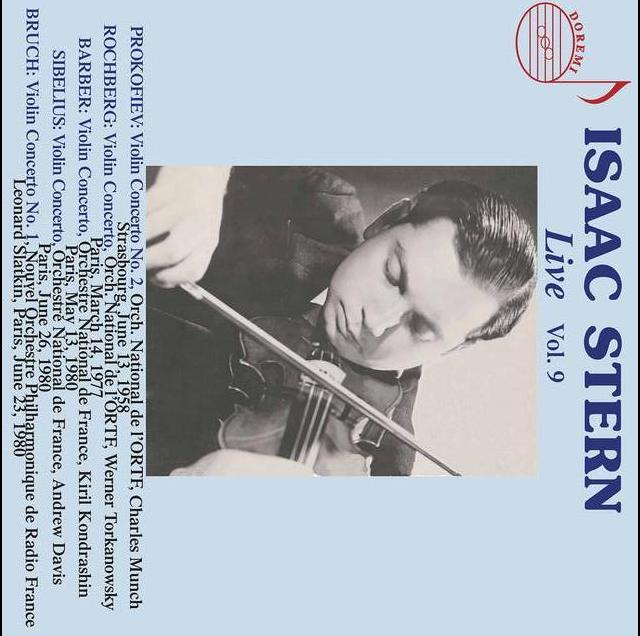 DOREMI
ISAAC STERN
Live Vol. 9
PROKOFIEV: Violin Concerto No. 2, Orch. National de l'ORTE, Charles Munch
Strasbourg, June 17, 1958
ROCHBERG: Violin Concerto, Orch. National de l'ORTE, Werner Torkanowsky
Paris, March 14, 1977
BARBER: Violin Concerto, Orchestre National de France, Kiril Kondrashin
Paris, May 13, 1980
SIBELIUS: Violin Concerto, Orchestre National de France, Andrew Davis
Paris, June 26, 1980
BRUCH: Violin Concerto No. 1, Nouvel Orchestre Philharmonique de Radio France
Leonard Slatkin, Paris, June 23, 1980